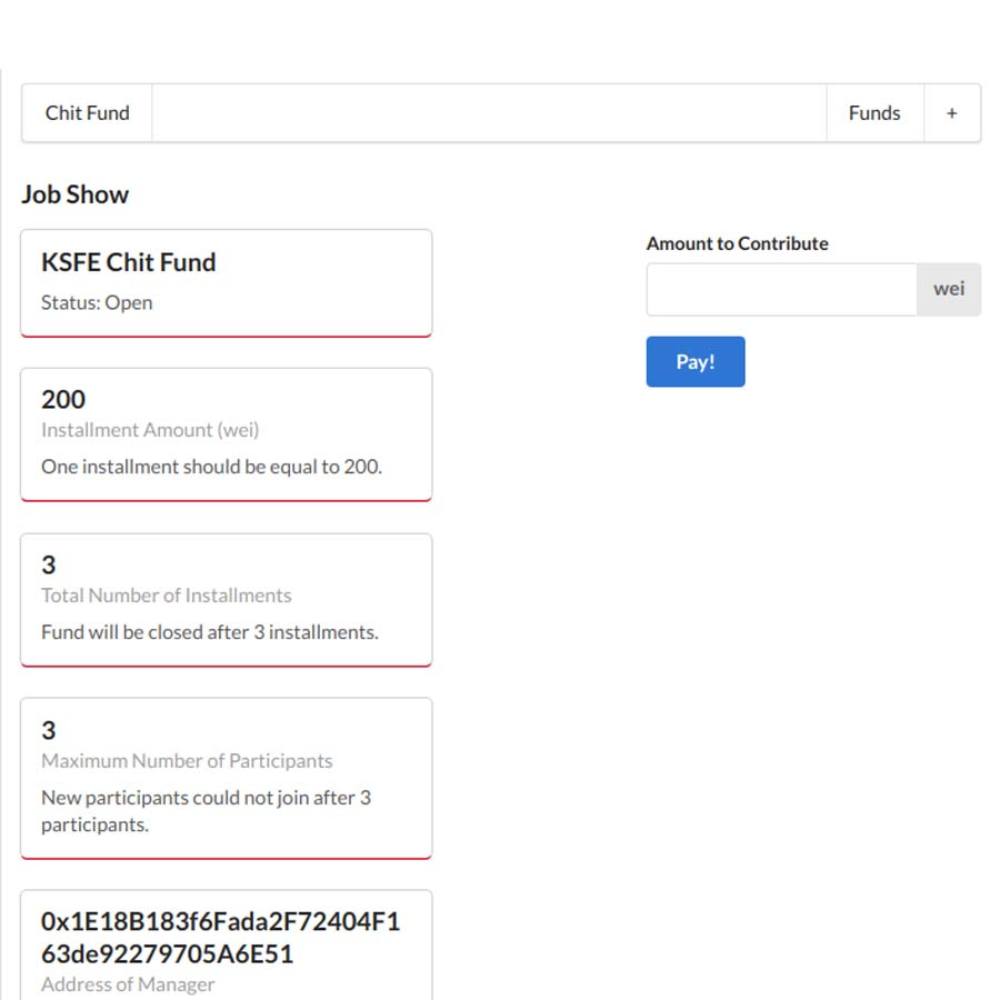 Chit Fund
Funds
+
Job Show
KSFE Chit Fund
Status: Open
200
Installment Amount (wei)
One installment should be equal to 200.
3
Total Number of Installments
Fund will be closed after 3 installments.
3
Maximum Number of Participants
New participants could not join after 3
participants.
0x1E18B183f6Fada2F72404F1
63de92279705A6E51
Address of Manager
Amount to Contribute
wei
Pay!